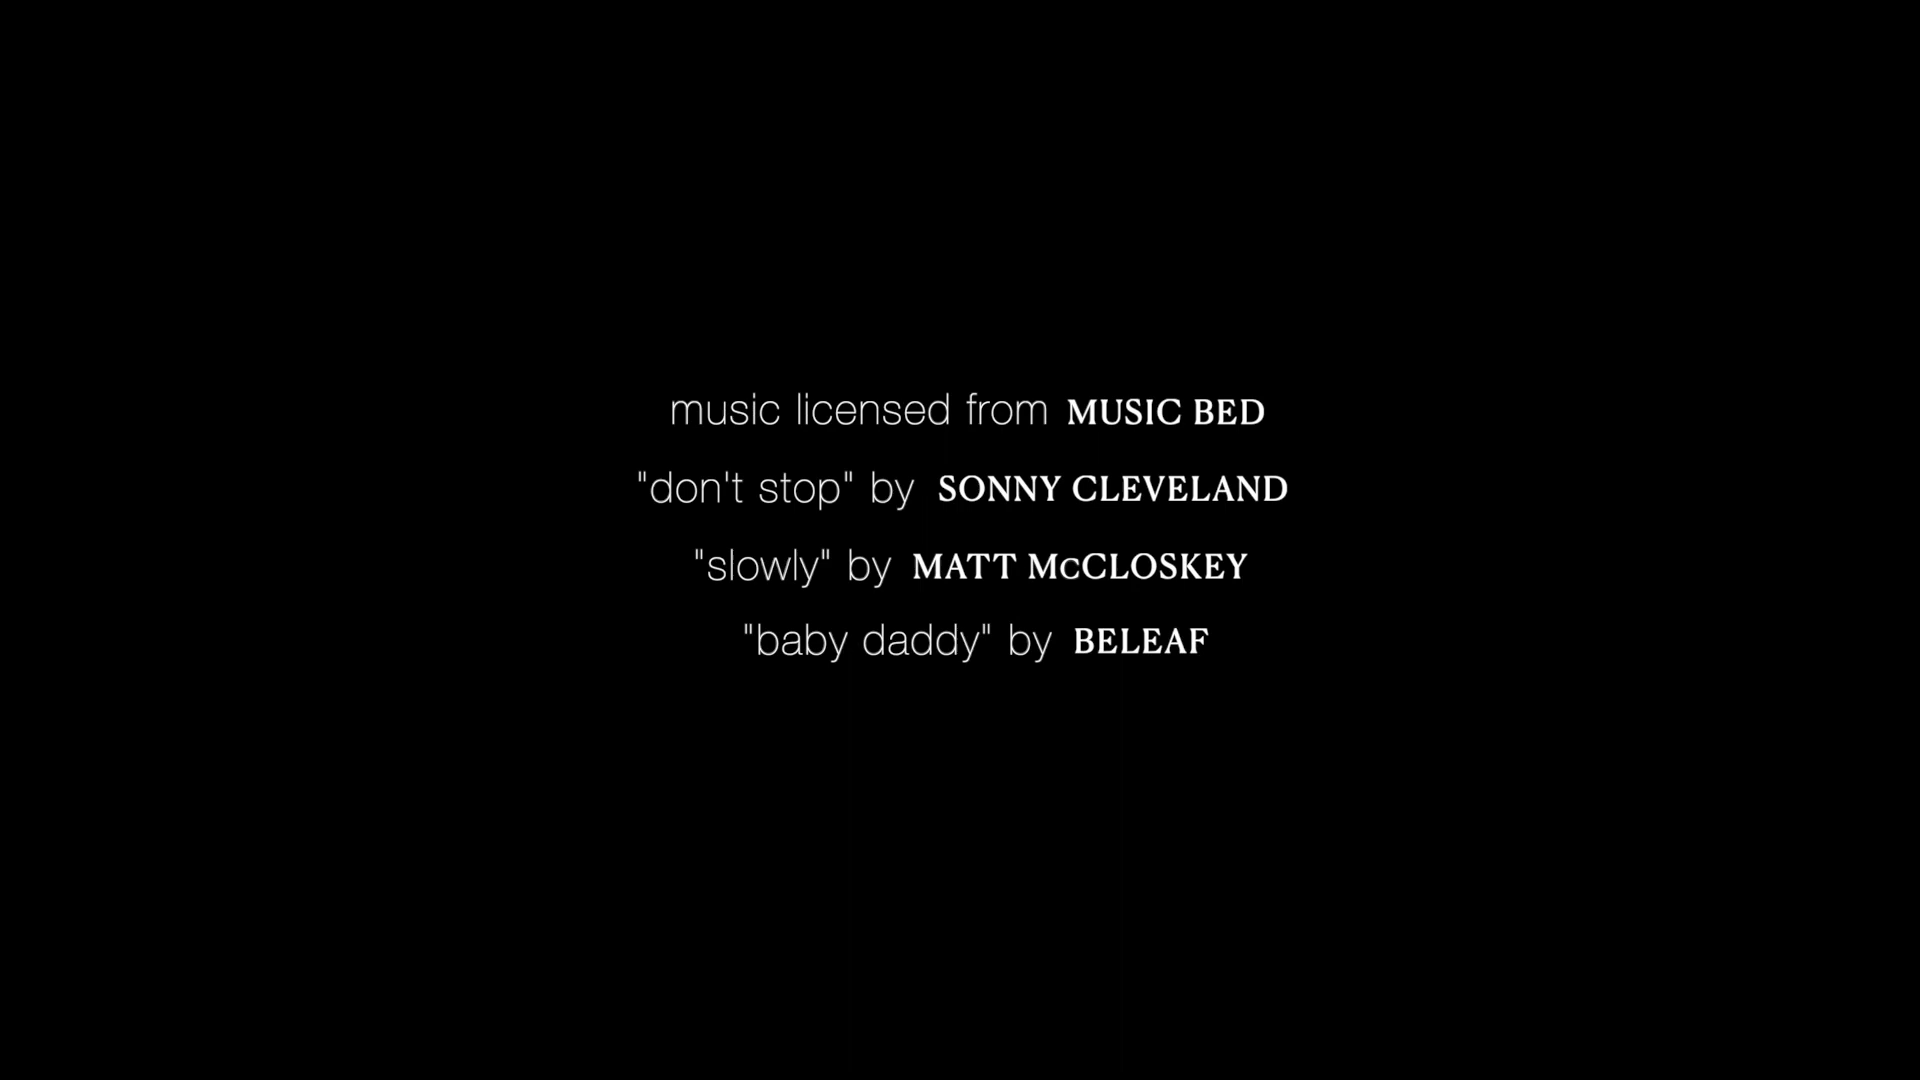 music licensed from MUSIC BED
"don't stop" by SONNY CLEVELAND
"slowly" by MATT McCLOSKEY
"baby daddy" by BELEAF